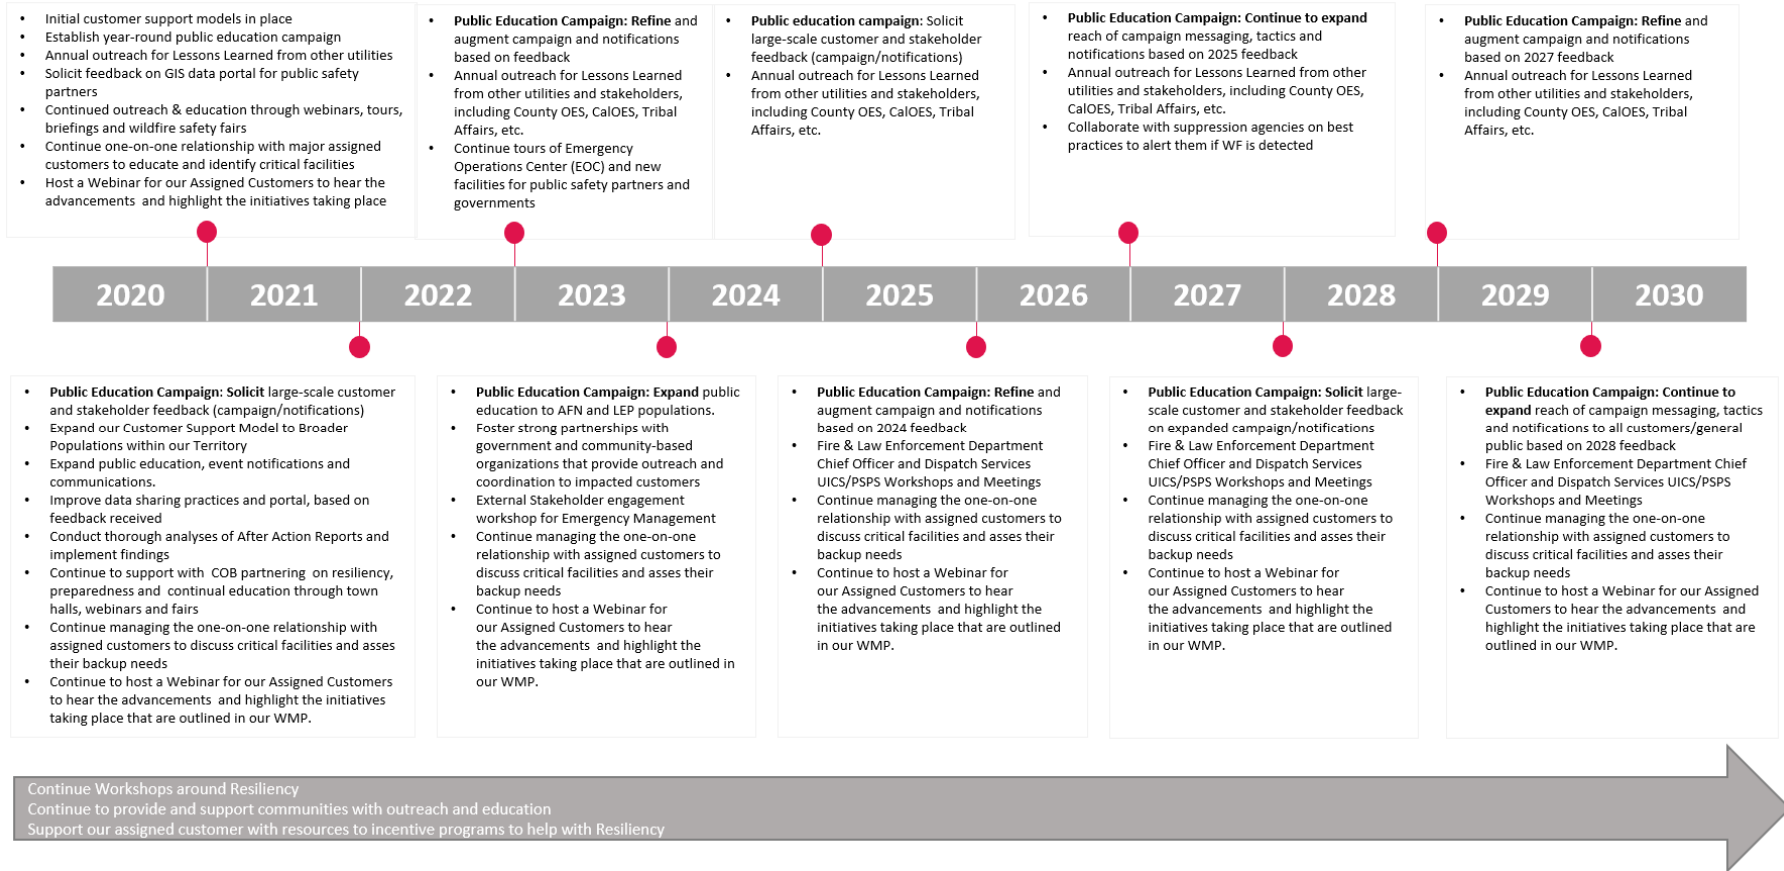 • Initial customer support models in place
• Establish year-round public education campaign
• Annual outreach for Lessons Learned from other utilities
• Solicit feedback on GIS data portal for public safety
partners
• Continued outreach & education through webinars, tours,
briefings and wildfire safety fairs
• Continue one-on-one relationship with major assigned
customers to educate and identify critical facilities
• Host a Webinar for our Assigned Customers to hear the
advancements and highlight the initiatives taking place
• Public Education Campaign: Refine and
augment campaign and notifications
based on feedback
• Annual outreach for Lessons Learned
from other utilities and stakeholders,
including County OES, CalOES, Tribal
Affairs, etc.
• Continue tours of Emergency
Operations Center (EOC) and new
facilities for public safety partners and
governments
• Public education campaign: Solicit
large-scale customer and stakeholder
feedback (campaign/notifications)
• Annual outreach for Lessons Learned
from other utilities and stakeholders,
including County OES, CalOES, Tribal
Affairs, etc.
• Public Education Campaign: Continue to expand
reach of campaign messaging, tactics and
notifications based on 2025 feedback
• Annual outreach for Lessons Learned from other
utilities and stakeholders, including County OES,
CalOES, Tribal Affairs, etc.
• Collaborate with suppression agencies on best
practices to alert them if WF is detected
• Public Education Campaign: Refine and
augment campaign and notifications
based on 2027 feedback
• Annual outreach for Lessons Learned
from other utilities and stakeholders,
including County OES, CalOES, Tribal
Affairs, etc.
2020 2021 2022 2023 2024 2025 2026 2027 2028 2029 2030
• Public Education Campaign: Solicit large-scale customer
and stakeholder feedback (campaign/notifications)
• Expand our Customer Support Model to Broader
Populations within our Territory
• Expand public education, event notifications and
communications.
• Improve data sharing practices and portal, based on
feedback received
• Conduct thorough analyses of After Action Reports and
implement findings
• Continue to support with COB partnering on resiliency,
preparedness and continual education through town
halls, webinars and fairs
• Continue managing the one-on-one relationship with
assigned customers to discuss critical facilities and asses
their backup needs
• Continue to host a Webinar for our Assigned Customers
to hear the advancements and highlight the initiatives
taking place that are outlined in our WMP.
• Public Education Campaign: Expand public
education to AFN and LEP populations.
• Foster strong partnerships with
government and community-based
organizations that provide outreach and
coordination to impacted customers
• External Stakeholder engagement
workshop for Emergency Management
• Continue managing the one-on-one
relationship with assigned customers to
discuss critical facilities and asses their
backup needs
• Continue to host a Webinar for
our Assigned Customers to hear
the advancements and highlight the
initiatives taking place that are outlined in
our WMP.
• Public Education Campaign: Refine and
augment campaign and notifications
based on 2024 feedback
• Fire & Law Enforcement Department
Chief Officer and Dispatch Services
UICS/PSPS Workshops and Meetings
• Continue managing the one-on-one
relationship with assigned customers to
discuss critical facilities and asses their
backup needs
• Continue to host a Webinar for
our Assigned Customers to hear
the advancements and highlight the
initiatives taking place that are outlined
in our WMP.
• Public Education Campaign: Solicit large-
scale customer and stakeholder feedback
on expanded campaign/notifications
• Fire & Law Enforcement Department
Chief Officer and Dispatch Services
UICS/PSPS Workshops and Meetings
• Continue managing the one-on-one
relationship with assigned customers to
discuss critical facilities and asses their
backup needs
• Continue to host a Webinar for
our Assigned Customers to hear
the advancements and highlight the
initiatives taking place that are outlined
in our WMP.
• Public Education Campaign: Continue to
expand reach of campaign messaging, tactics
and notifications to all customers/general
public based on 2028 feedback
• Fire & Law Enforcement Department Chief
Officer and Dispatch Services UICS/PSPS
Workshops and Meetings
• Continue managing the one-on-one
relationship with assigned customers to
discuss critical facilities and asses their
backup needs
• Continue to host a Webinar for our Assigned
Customers to hear the advancements and
highlight the initiatives taking place that are
outlined in our WMP.
Continue Workshops around Resiliency
Continue to provide and support communities with outreach and education
Support our assigned customer with resources to incentive programs to help with Resiliency